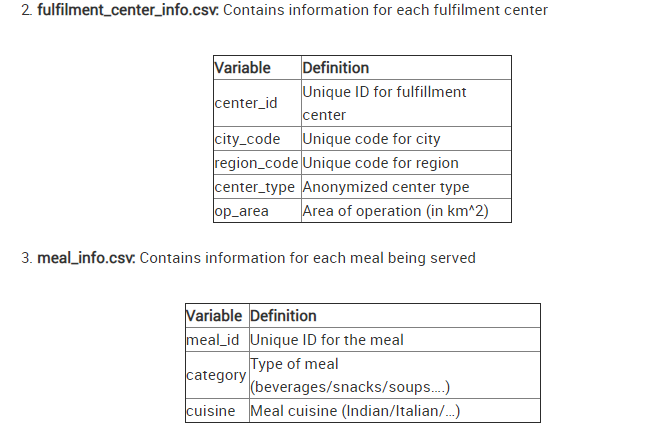 2. fulfilment_center_info.csv: Contains information for each fulfilment center
Variable Definition
center_id Unique ID for fulfillment center
city_code Unique code for city
region_code Unique code for region
center_type Anonymized center type
op_area Area of operation (in km^2)
3. meal_info.csv: Contains information for each meal being served
Variable Definition
meal_id Unique ID for the meal
category Type of meal (beverages/snacks/soups....)
cuisine Meal cuisine (Indian/Italian/...)